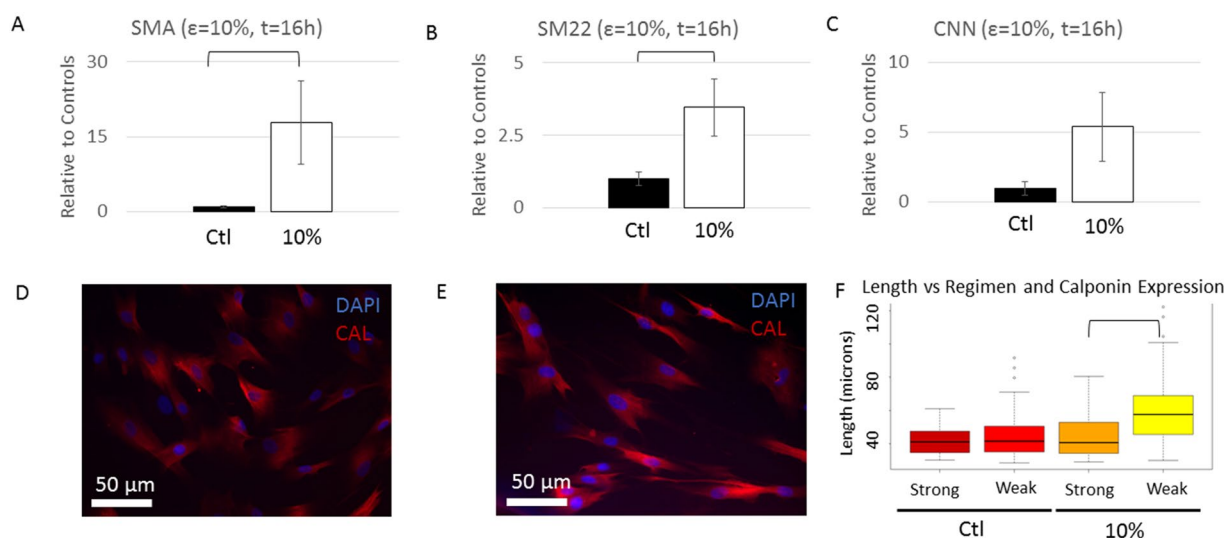 A
SMA (ε=10%, t=16h)
Relative to Controls
30
15
0
Ctl
10%
B
SM22 (ε=10%, t=16h)
Relative to Controls
5
2.5
0
Ctl
10%
C
CNN (ε=10%, t=16h)
Relative to Controls
10
5
0
Ctl
10%
D
DAPI
CAL
50 µm
E
DAPI
CAL
50 µm
F
Length vs Regimen and Calponin Expression
Length (microns)
120
80
40
Strong
Weak
Strong
Weak
Ctl
10%